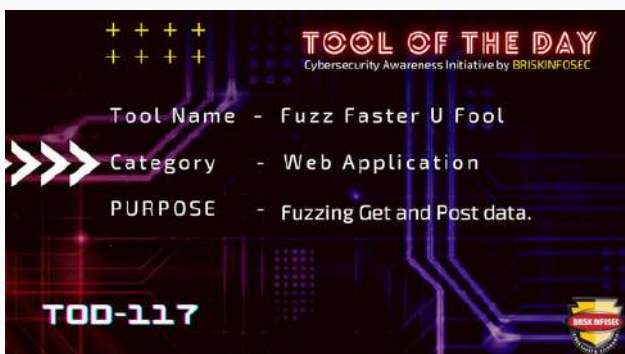 TOOL OF THE DAY
Cybersecurity Awareness Initiative by BRISKINFOSEC
Tool Name - Fuzz Faster U Fool
Category - Web Application
PURPOSE - Fuzzing Get and Post data.
TOD-117
BRISK INFOSEC